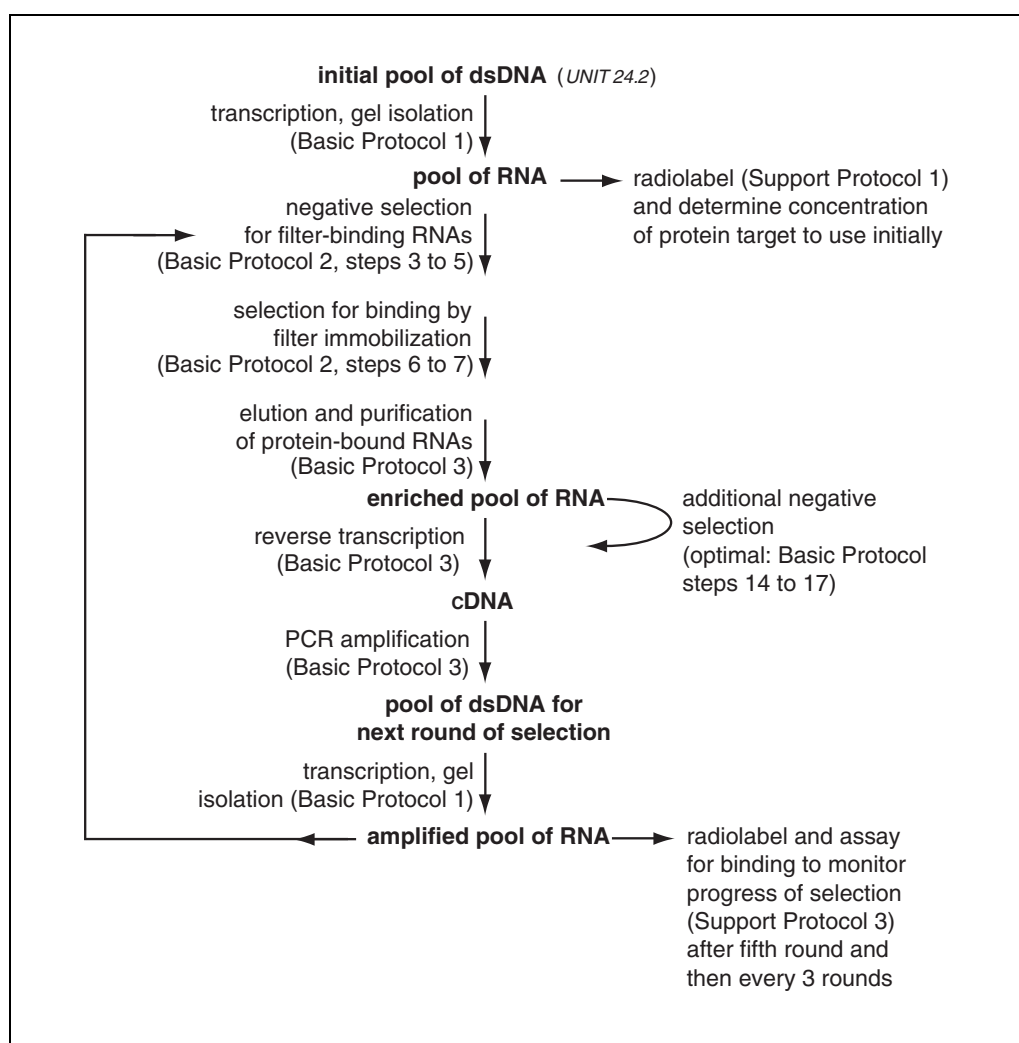 initial pool of dsDNA (UNIT 24.2)
transcription, gel isolation
(Basic Protocol 1)
pool of RNA
radiolabel (Support Protocol 1)
and determine concentration
of protein target to use initially
negative selection
for filter-binding RNAs
(Basic Protocol 2, steps 3 to 5)
selection for binding by
filter immobilization
(Basic Protocol 2, steps 6 to 7)
elution and purification
of protein-bound RNAs
(Basic Protocol 3)
enriched pool of RNA
additional negative
selection
(optimal: Basic Protocol
steps 14 to 17)
reverse transcription
(Basic Protocol 3)
cDNA
PCR amplification
(Basic Protocol 3)
pool of dsDNA for
next round of selection
transcription, gel
isolation (Basic Protocol 1)
amplified pool of RNA
radiolabel and assay
for binding to monitor
progress of selection
(Support Protocol 3)
after fifth round and
then every 3 rounds